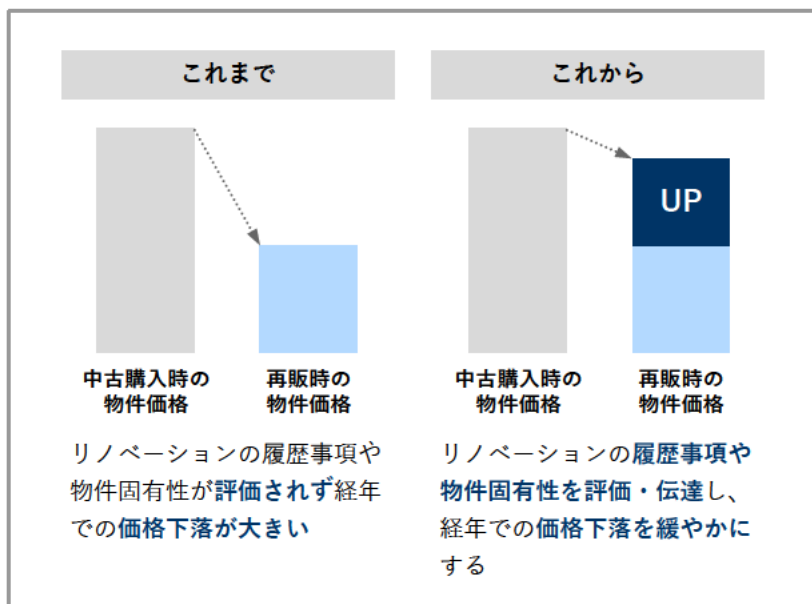 これまで
中古購入時の
物件価格
再販時の
物件価格
リノベーションの履歴事項や
物件固有性が評価されず経年
での価格下落が大きい
これから
UP
中古購入時の
物件価格
再販時の
物件価格
リノベーションの履歴事項や
物件固有性を評価・伝達し、
経年での価格下落を緩やかに
する